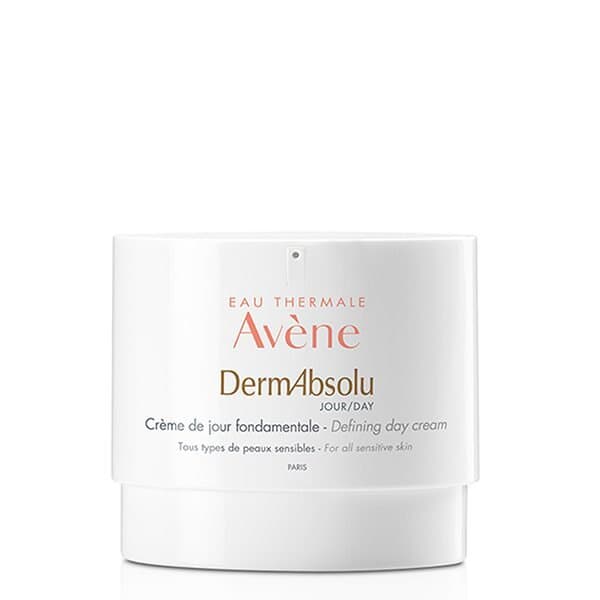 EAU THERMALE
Avène
DermAbsolu
JOUR/DAY
Crème de jour fondamentale - Defining day cream
Tous types de peaux sensibles - For all sensitive skin
PARIS